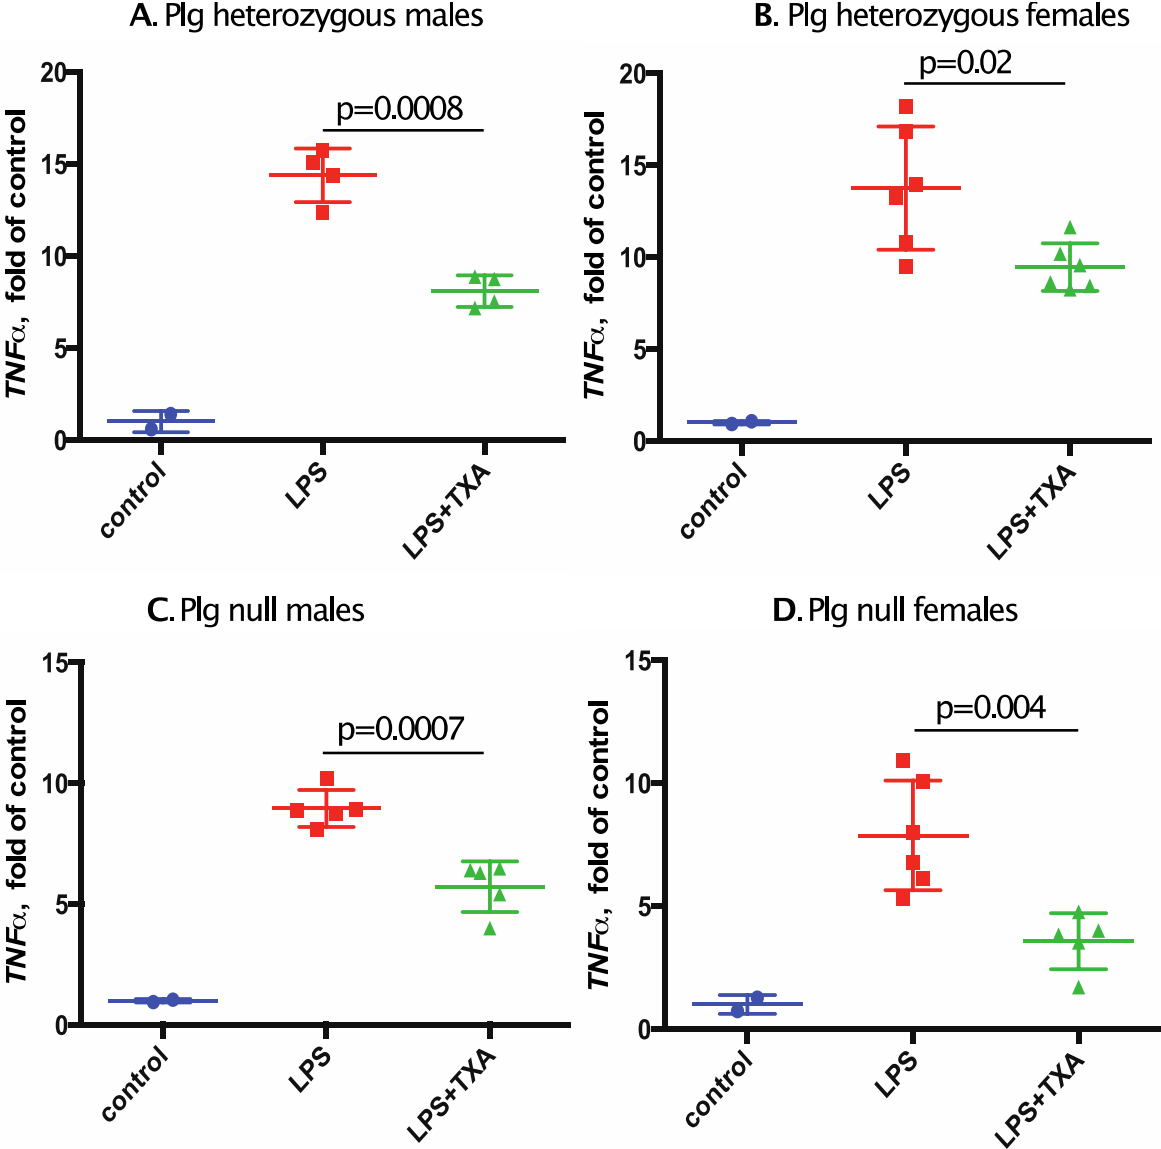 A. Plg heterozygous males
TNFα, fold of control
20
15
10
5
0
p=0.0008
control
LPS
LPS+TXA
B. Plg heterozygous females
TNFα, fold of control
20
15
10
5
0
p=0.02
control
LPS
LPS+TXA
C. Plg null males
TNFα, fold of control
15
10
5
0
p=0.0007
control
LPS
LPS+TXA
D. Plg null females
TNFα, fold of control
15
10
5
0
p=0.004
control
LPS
LPS+TXA